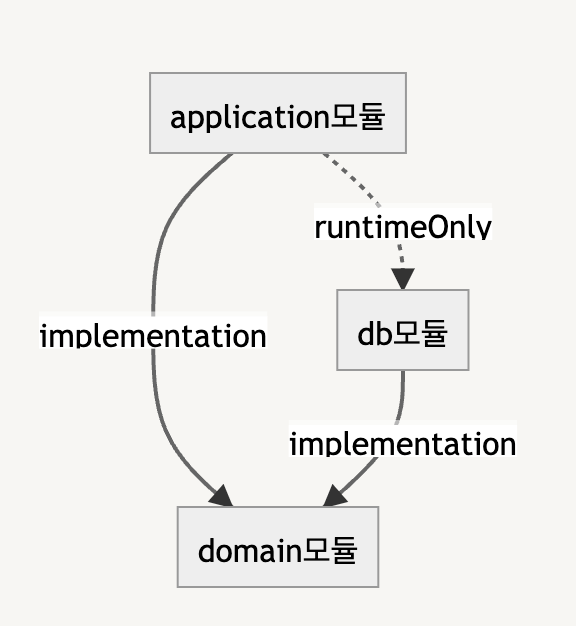 application모듈
runtimeOnly
implementation
db모듈
implementation
domain모듈